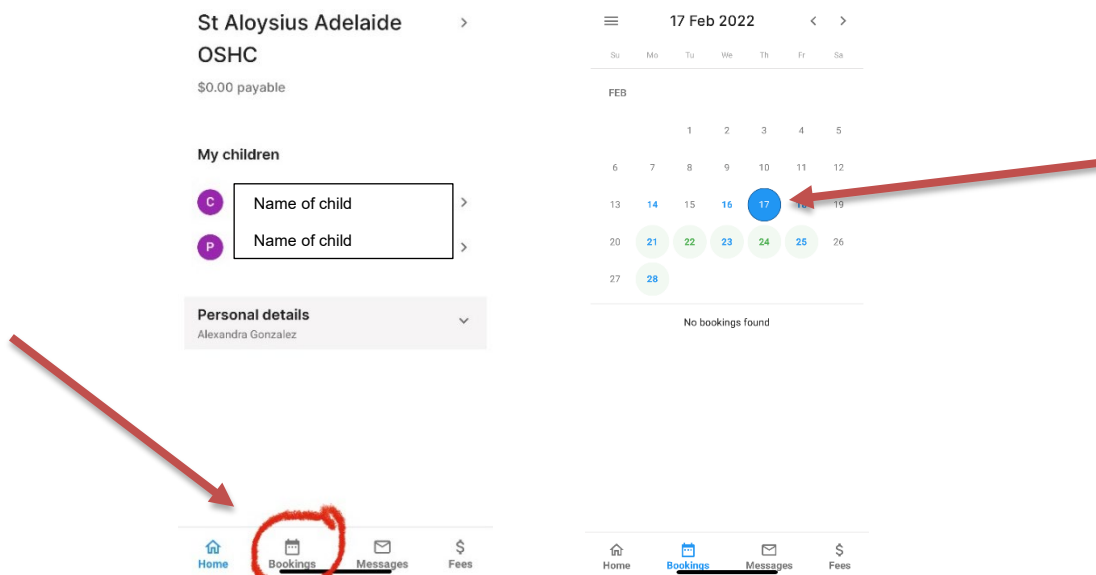 St Aloysius Adelaide
OSHC
$0.00 payable
My children
C
Name of child
P
Name of child
Personal details
Alexandra Gonzalez
Home Bookings Messages Fees
17 Feb 2022
Su Mo Tu We Th Fr Sa
FEB
1 2 3 4 5
6 7 8 9 10 11 12
13 14 15 16 17 18 19
20 21 22 23 24 25 26
27 28
No bookings found
Home Bookings Messages Fees